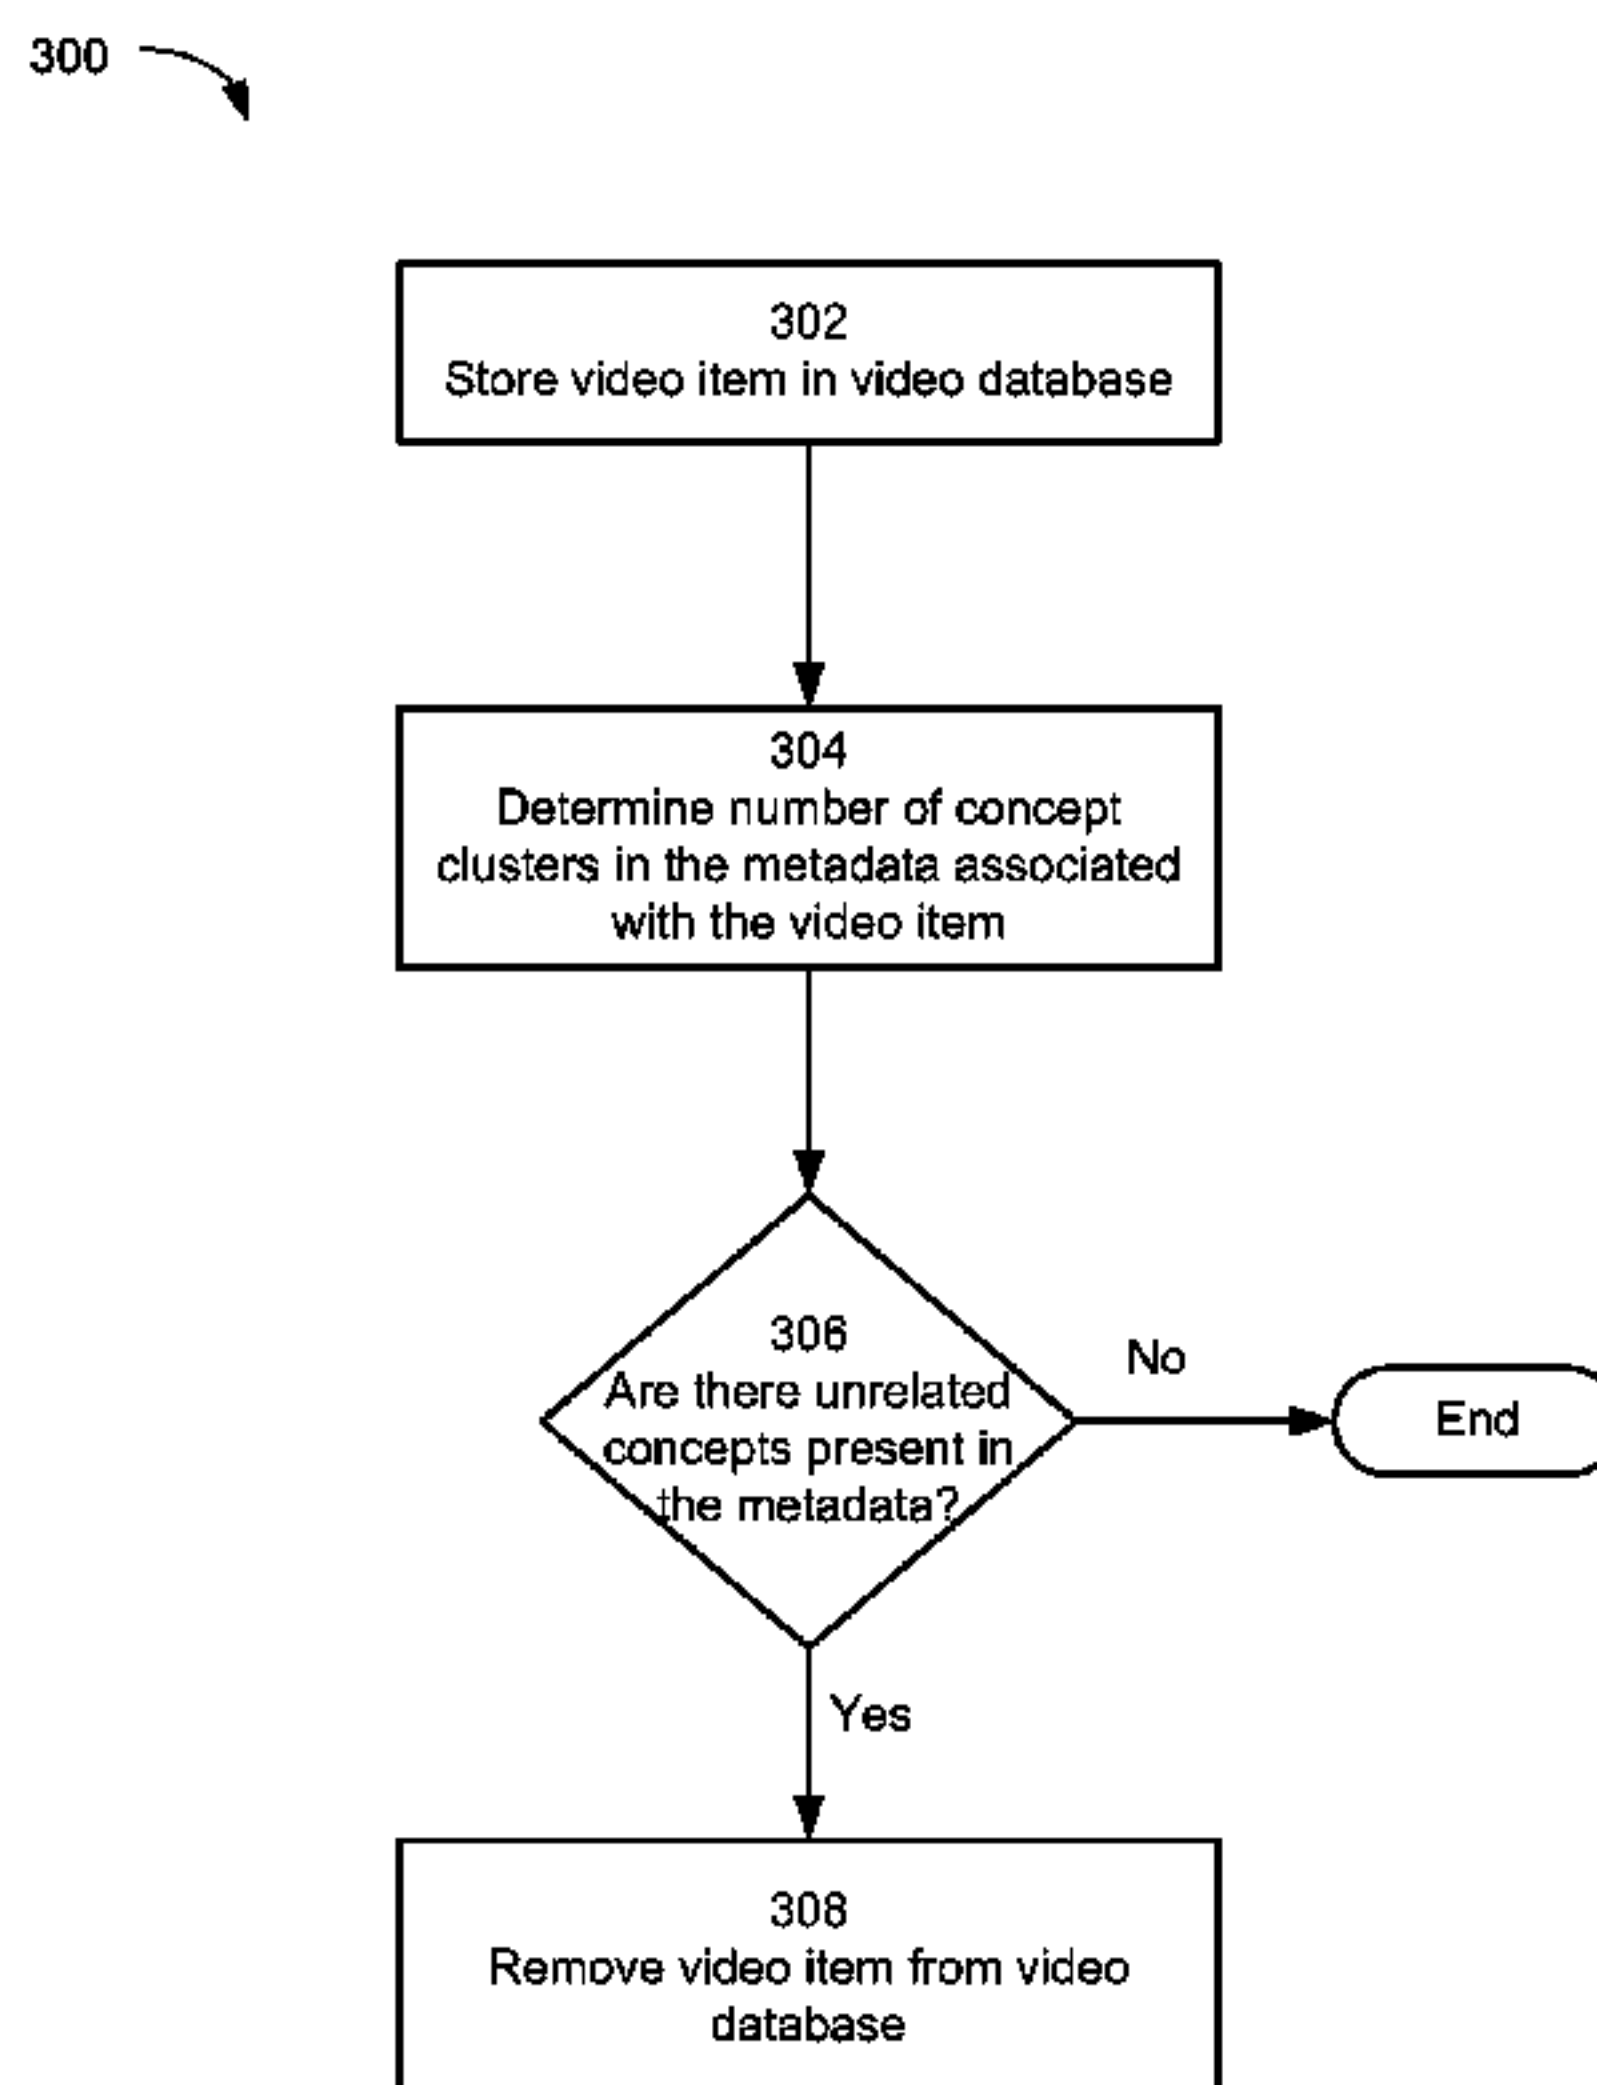 300
302
Store video item in video database
304
Determine number of concept
clusters in the metadata associated
with the video item
306
Are there unrelated
concepts present in
the metadata?
No
End
Yes
308
Remove video item from video
database